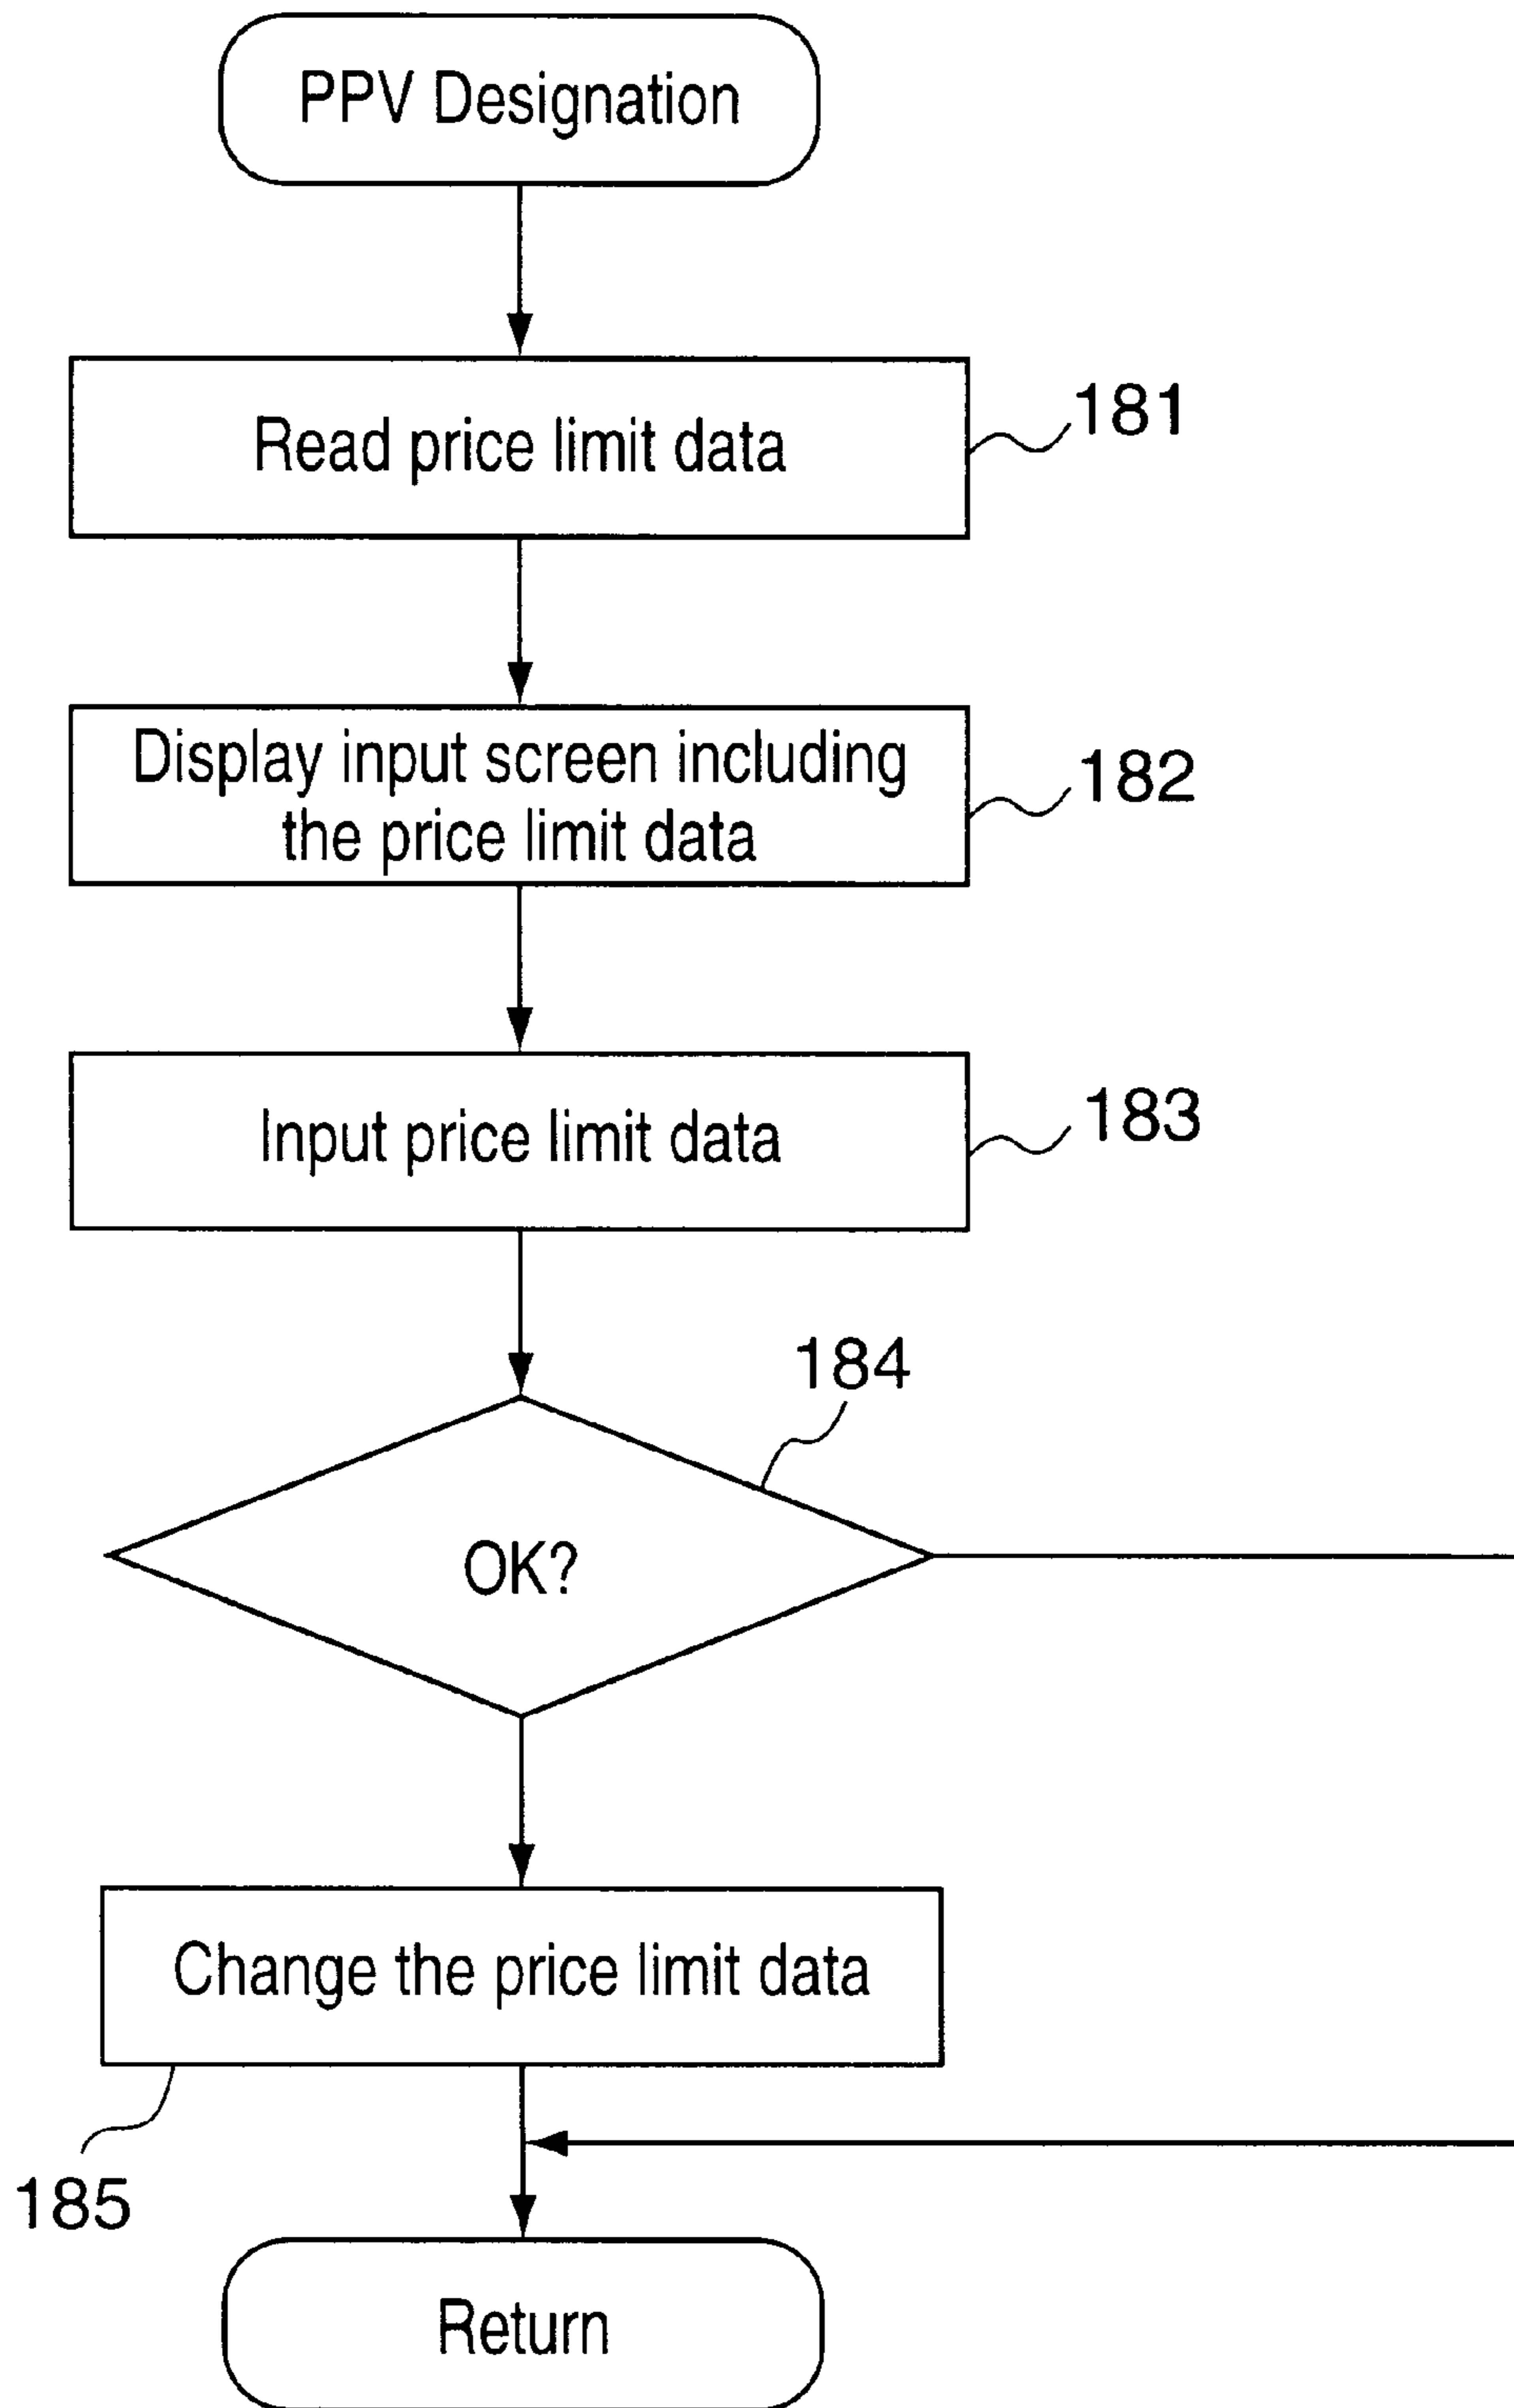 PPV Designation
Read price limit data
181
Display input screen including
the price limit data
182
Input price limit data
183
184
OK?
Change the price limit data
185
Return